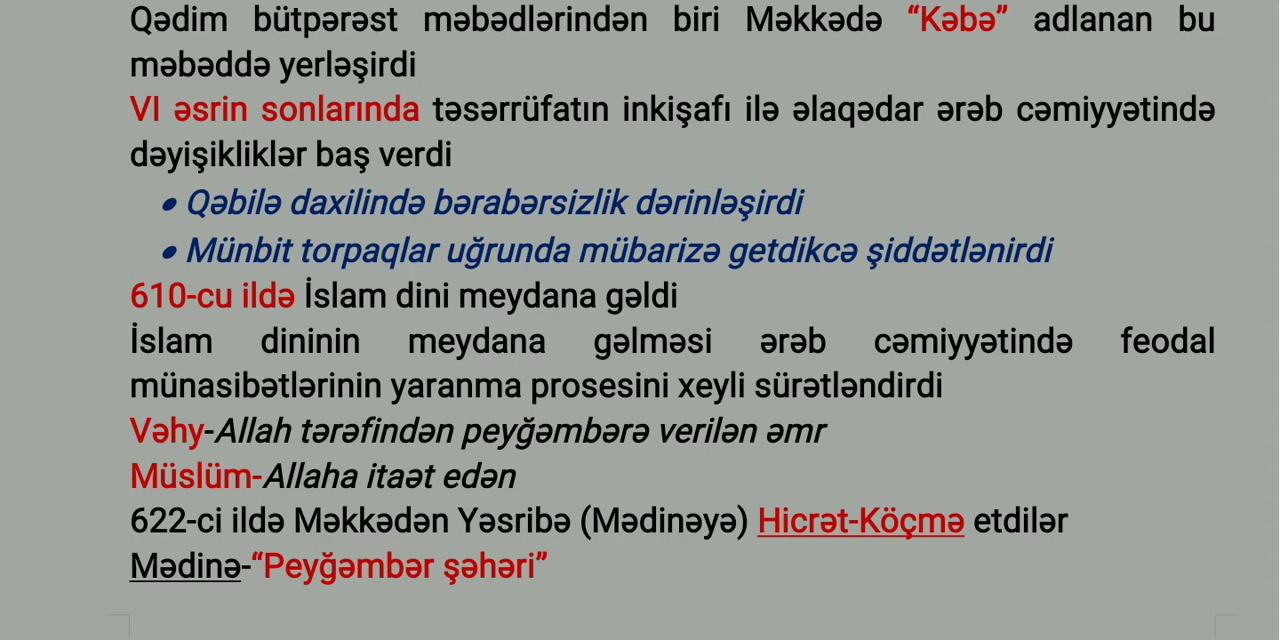 Qədim bütpərəst məbədlərindən biri Məkkədə “Kəbə” adlanan bu
məbəddə yerləşirdi
VI əsrin sonlarında təsərrüfatın inkişafı ilə əlaqədar ərəb cəmiyyətində
dəyişikliklər baş verdi
• Qəbilə daxilində bərabərsizlik dərinləşirdi
• Münbit torpaqlar uğrunda mübarizə getdikcə şiddətlənirdi
610-cu ildə İslam dini meydana gəldi
İslam dininin meydana gəlməsi ərəb cəmiyyətində feodal
münasibətlərinin yaranma prosesini xeyli sürətləndirdi
Vəhy-Allah tərəfindən peyğəmbərə verilən əmr
Müslüm-Allaha itaət edən
622-ci ildə Məkkədən Yəsribə (Mədinəyə) Hicrət-Köçmə etdilər
Mədinə-“Peyğəmbər şəhəri”